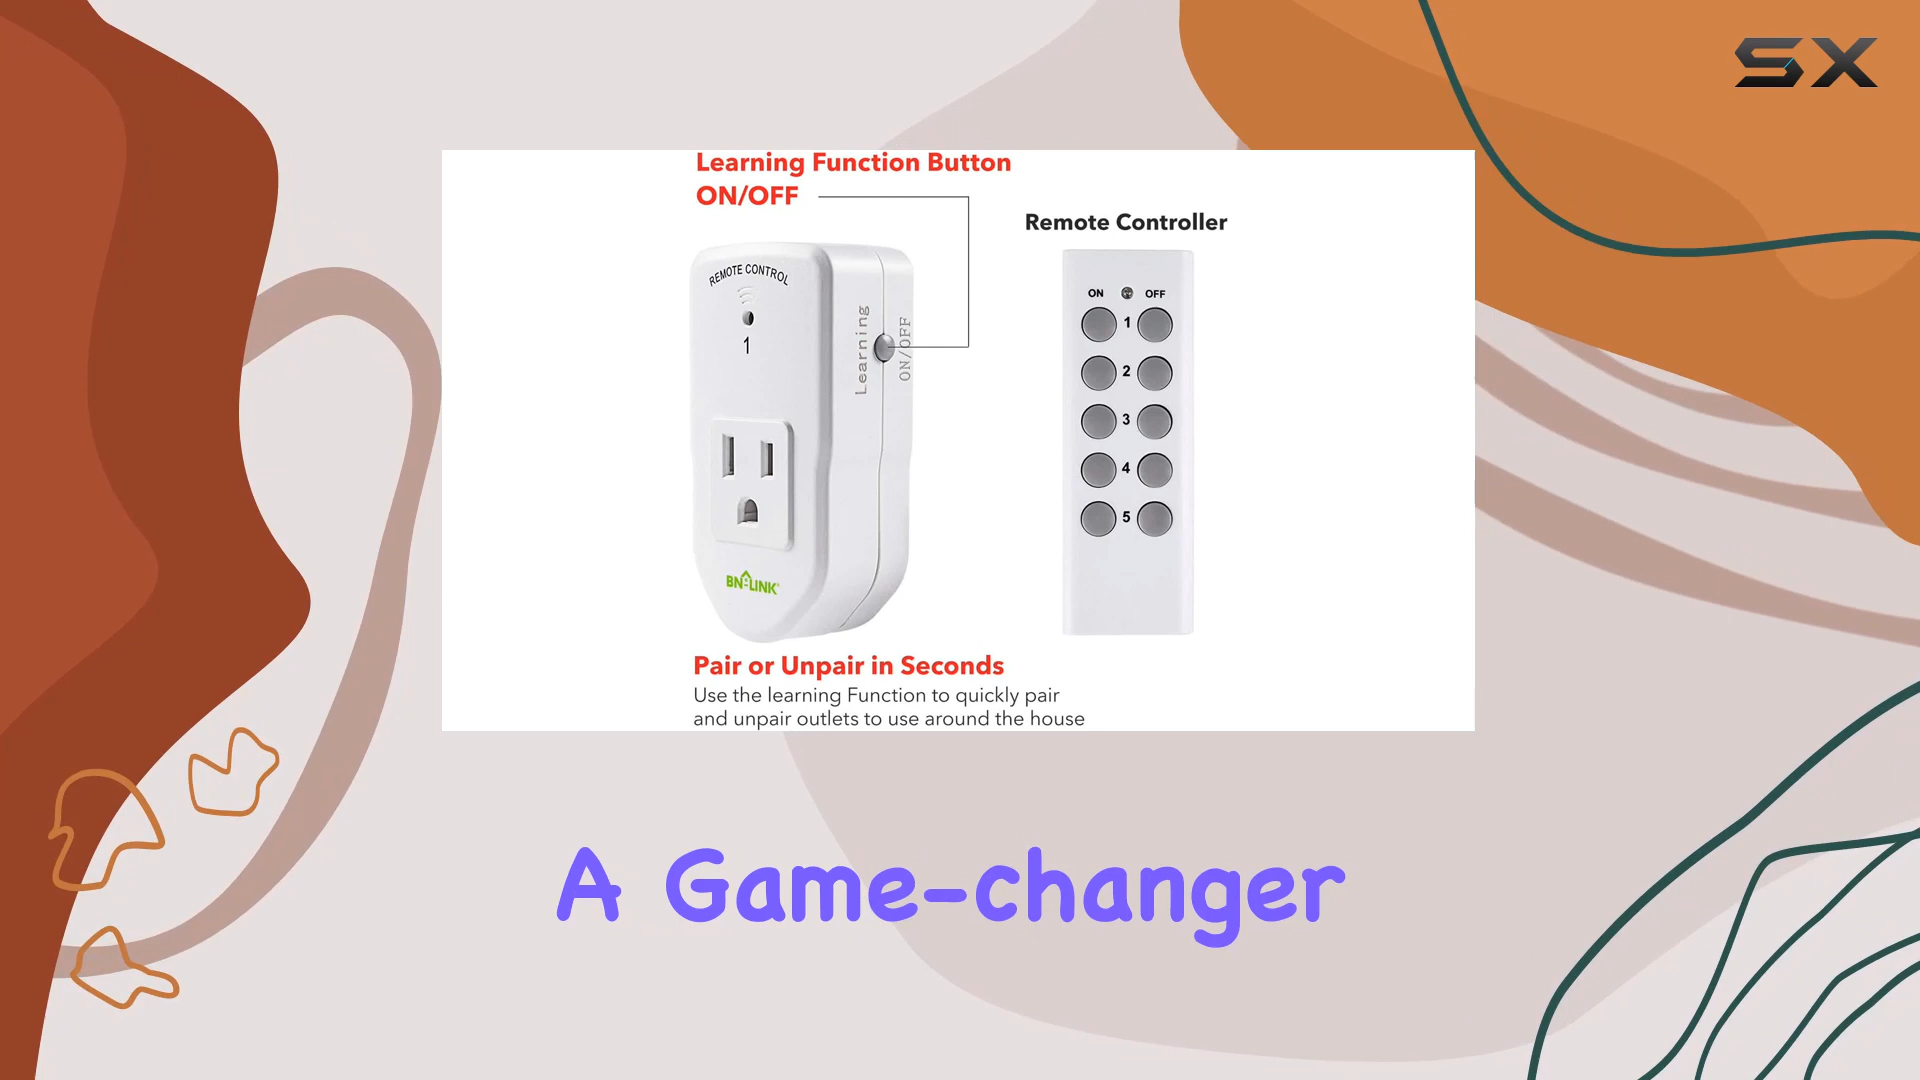 SX
Learning Function Button
ON/OFF
Remote Controller
REMOTE CONTROL
1
Learning
ON/OFF
BN-LINK
ON OFF
1
2
3
4
5
Pair or Unpair in Seconds
Use the learning Function to quickly pair
and unpair outlets to use around the house
A Game-changer